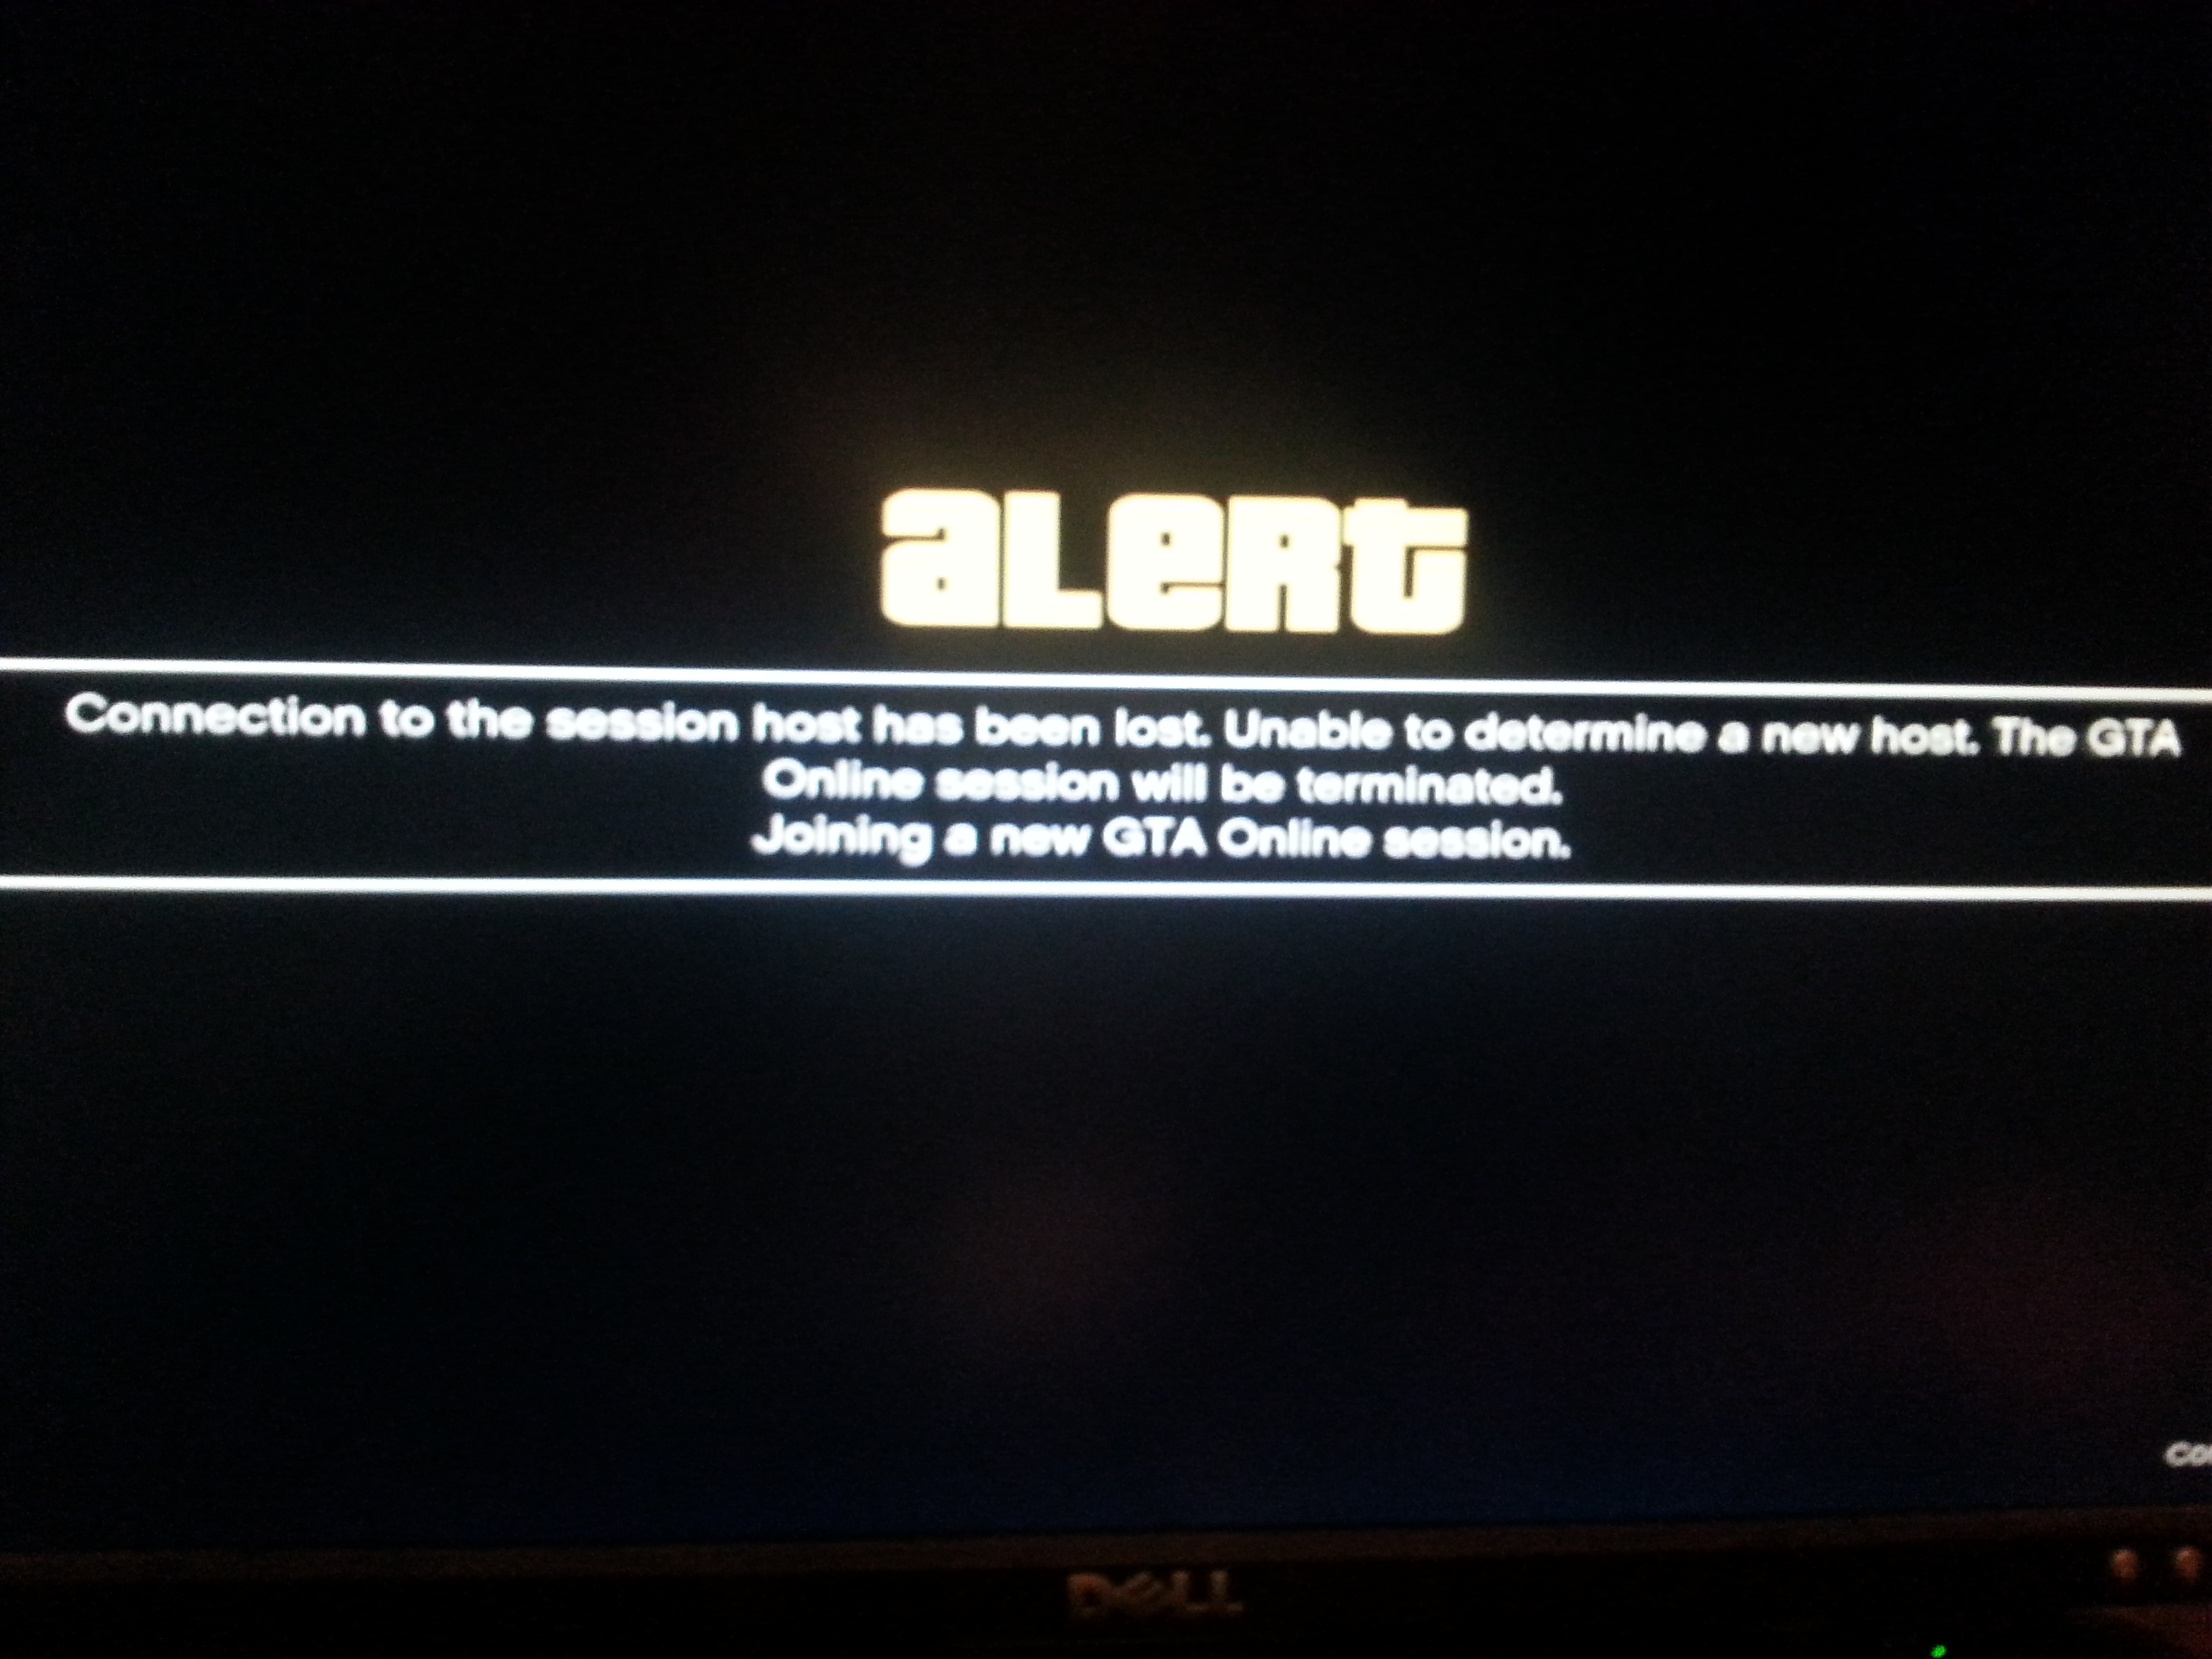 aLeRt
Connection to the session host has been lost. Unable to determine a new host. The GTA
Online session will be terminated.
Joining a new GTA Online session.
DELL